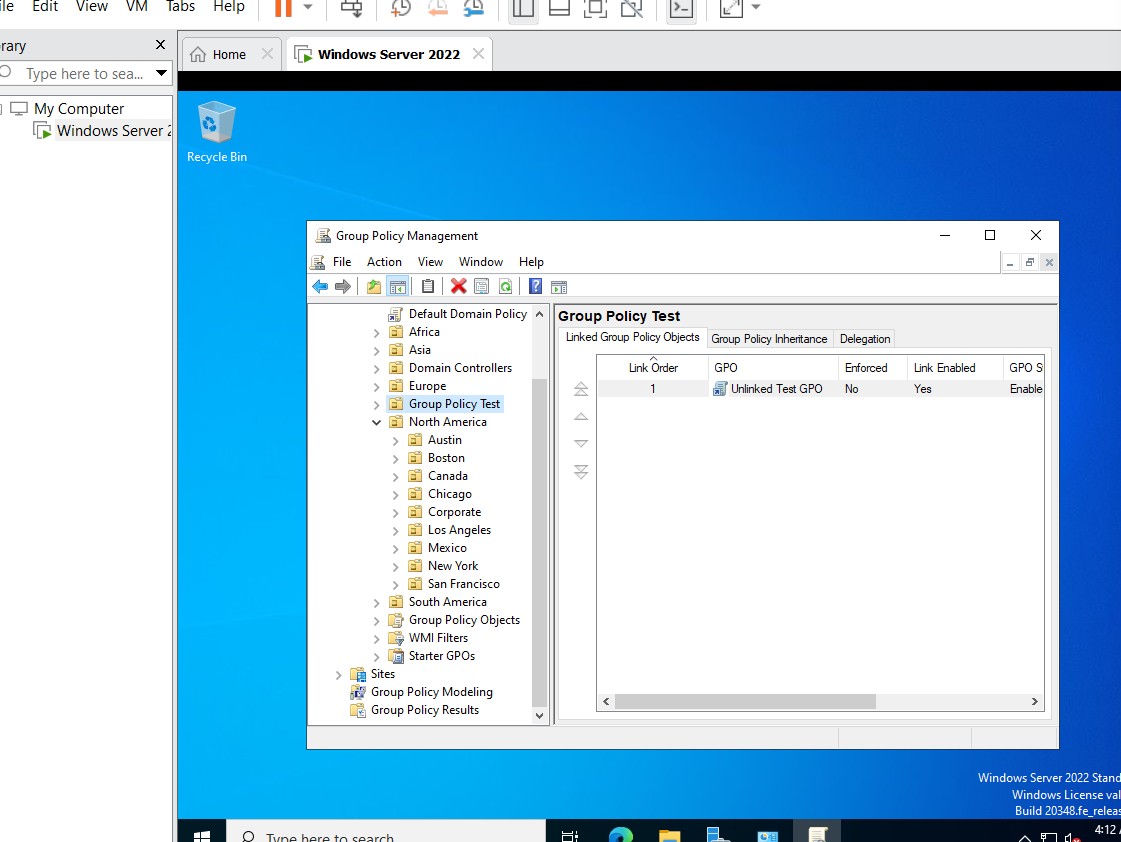 ile Edit View VM Tabs Help
rary
Type here to sea...
My Computer
Windows Server 2
Home
Windows Server 2022
Recycle Bin
Group Policy Management
File Action View Window Help
Default Domain Policy
Africa
Asia
Domain Controllers
Europe
Group Policy Test
North America
Austin
Boston
Canada
Chicago
Corporate
Los Angeles
Mexico
New York
San Francisco
South America
Group Policy Objects
WMI Filters
Starter GPOs
Sites
Group Policy Modeling
Group Policy Results
Group Policy Test
Linked Group Policy Objects Group Policy Inheritance Delegation
Link Order GPO Enforced Link Enabled GPO S
1 Unlinked Test GPO No Yes Enable
Windows Server 2022 Stand
Windows License val
Build 20348.fe_releas
Type here to search
4:12